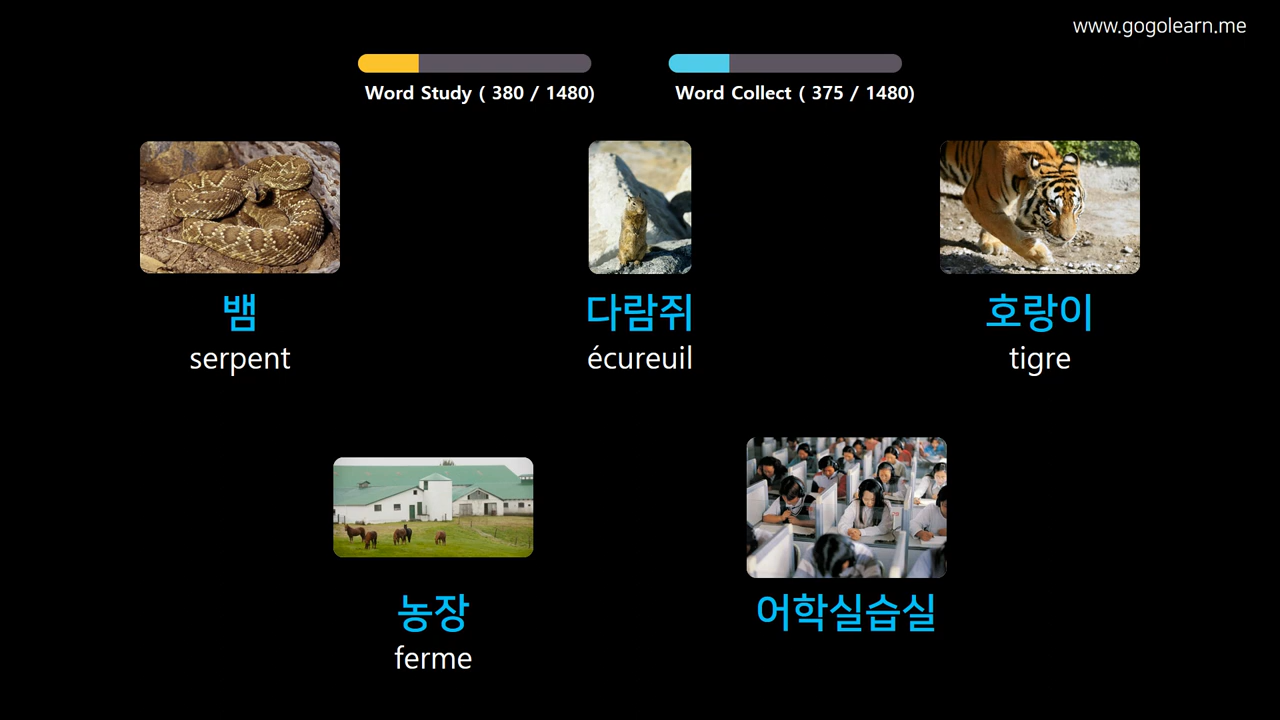 www.gogolearn.me
Word Study ( 380 / 1480)
Word Collect ( 375 / 1480)
뱀
serpent
다람쥐
écureuil
호랑이
tigre
농장
ferme
어학실습실